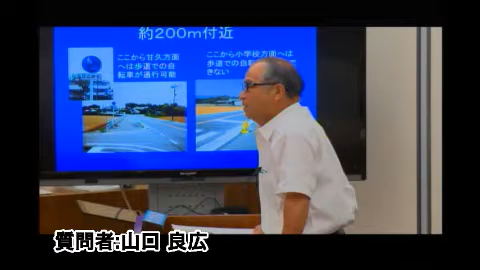 約200m付近
ここから甘久方面
へは歩道での自
転車が通行可能
ここから小学校方面へは
歩道での自
きない
質問者:山口 良広